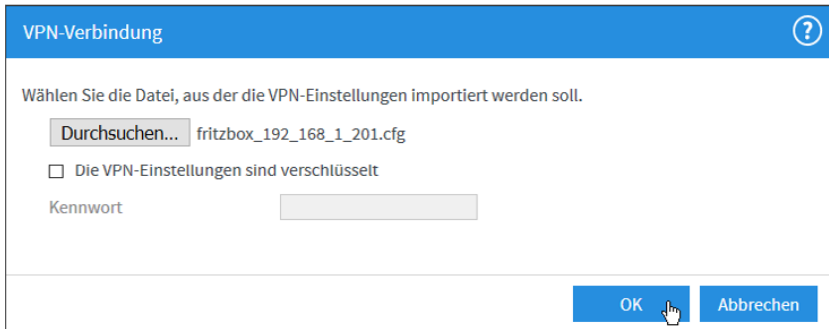 VPN-Verbindung
?
Wählen Sie die Datei, aus der die VPN-Einstellungen importiert werden soll.
Durchsuchen... fritzbox_192_168_1_201.cfg
Die VPN-Einstellungen sind verschlüsselt
Kennwort
OK Abbrechen